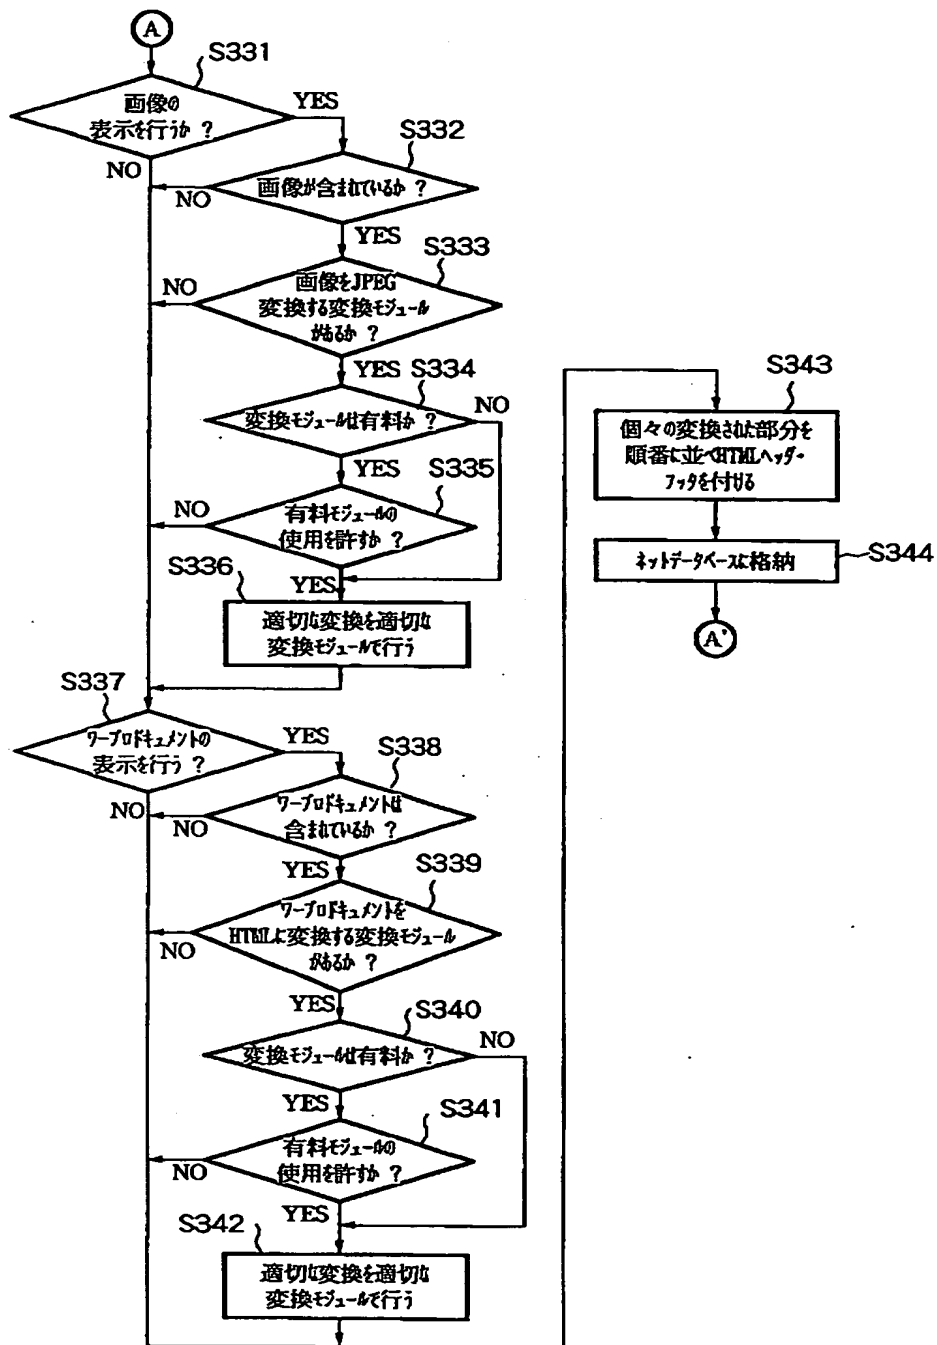 A
S331
画像の
表示を行うか ?
YES
NO
S332
画像が含まれているか ?
NO
YES
S333
画像をJPEG
変換する変換モジュール
があるか ?
NO
YES
S334
変換モジュールは有料か ?
NO
YES
S335
有料モジュールの
使用を許すか ?
NO
YES
S336
適切な変換を適切な
変換モジュールで行う
S337
ワープロドキュメントの
表示を行う ?
YES
NO
S338
ワープロドキュメントは
含まれているか ?
NO
YES
S339
ワープロドキュメントを
HTMLに変換する変換モジュール
があるか ?
NO
YES
S340
変換モジュールは有料か ?
NO
YES
S341
有料モジュールの
使用を許すか ?
NO
YES
S342
適切な変換を適切な
変換モジュールで行う
S343
個々の変換された部分を
順番に並べHTMLヘッダー
フッタを付ける
S344
ネットデータベースに格納
A'